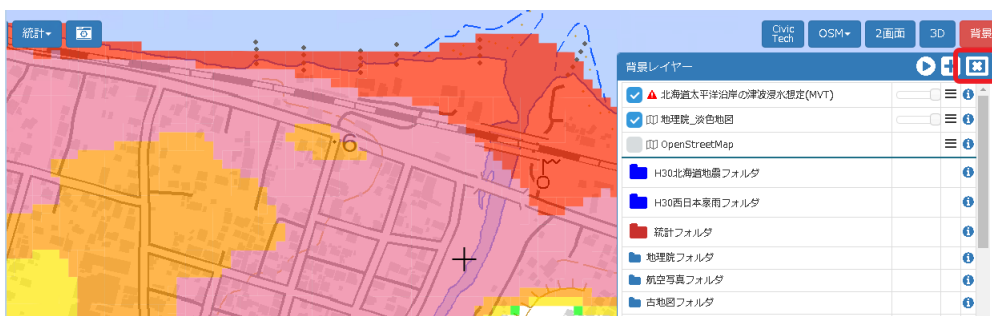 統計
Civic
Tech
OSM
2画面
3D
背景
背景レイヤー
北海道太平洋沿岸の津波浸水想定(MVT)
地理院_淡色地図
OpenStreetMap
H30北海道地震フォルダ
H30西日本豪雨フォルダ
統計フォルダ
地理院フォルダ
航空写真フォルダ
古地図フォルダ
·6